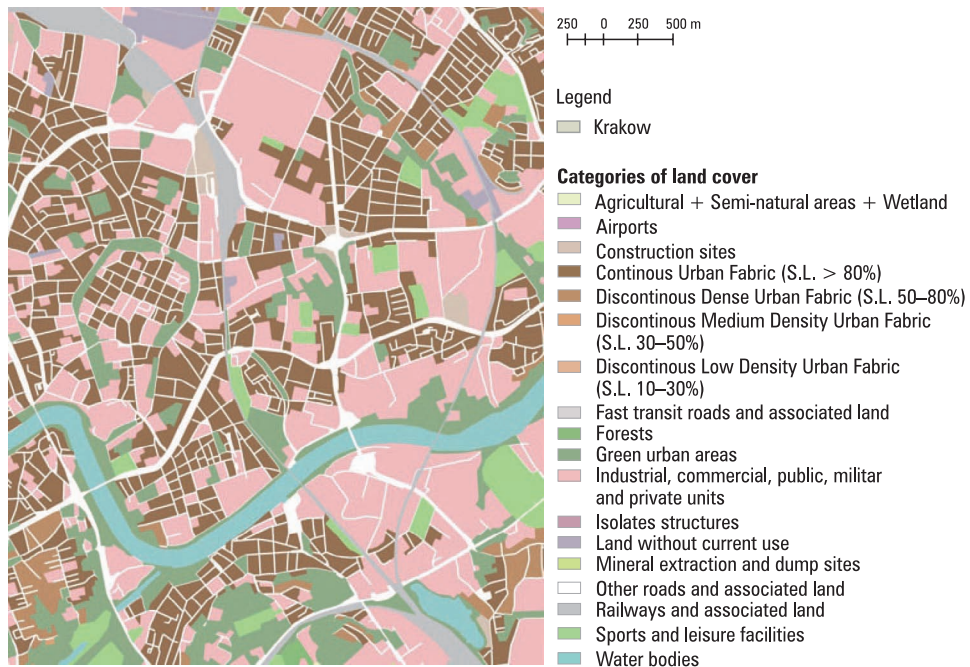 250 0 250 500 m
Legend
Krakow
Categories of land cover
Agricultural + Semi-natural areas + Wetland
Airports
Construction sites
Continous Urban Fabric (S.L. > 80%)
Discontinous Dense Urban Fabric (S.L. 50–80%)
Discontinous Medium Density Urban Fabric
(S.L. 30–50%)
Discontinous Low Density Urban Fabric
(S.L. 10–30%)
Fast transit roads and associated land
Forests
Green urban areas
Industrial, commercial, public, militar
and private units
Isolates structures
Land without current use
Mineral extraction and dump sites
Other roads and associated land
Railways and associated land
Sports and leisure facilities
Water bodies